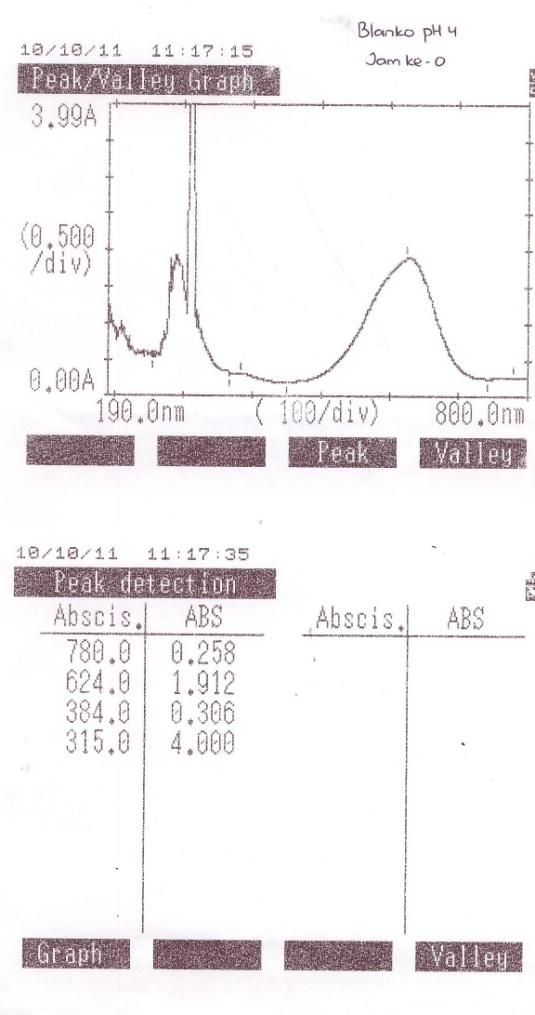 Blanko pH 4
Jam ke-0
10/10/11 11:17:15
Peak/Valley Graph
3.99A
(0.500
/div)
0.00A
190.0nm ( 100/div) 800.0nm
Peak Valley
10/10/11 11:17:35
Peak detection
Abscis. ABS Abscis. ABS
780.0 0.258
624.0 1.912
384.0 0.306
315.0 4.000
Graph Valley